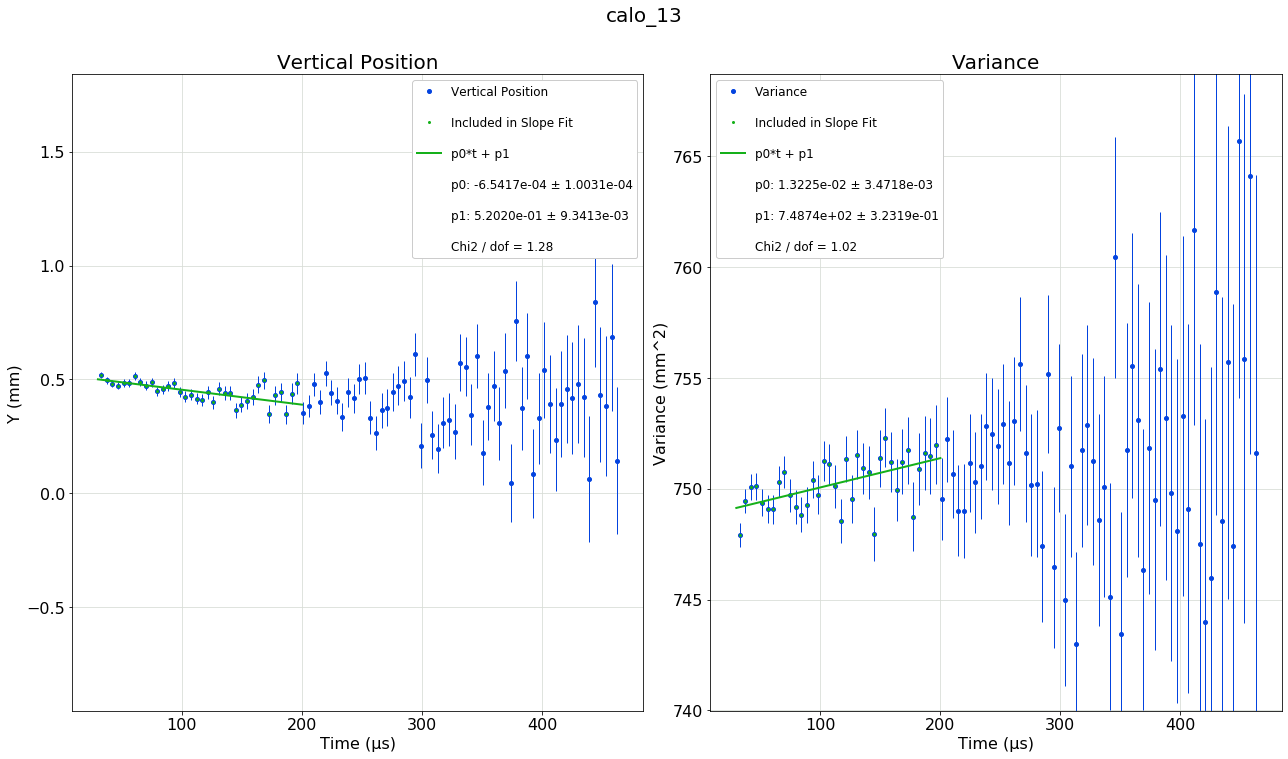 calo_13
Vertical Position
Y (mm)
1.5
1.0
0.5
0.0
−0.5
100
200
300
400
Time (μs)
Vertical Position
Included in Slope Fit
p0*t + p1
p0: -6.5417e-04 ± 1.0031e-04
p1: 5.2020e-01 ± 9.3413e-03
Chi2 / dof = 1.28
Variance
Variance (mm^2)
765
760
755
750
745
740
100
200
300
400
Time (μs)
Variance
Included in Slope Fit
p0*t + p1
p0: 1.3225e-02 ± 3.4718e-03
p1: 7.4874e+02 ± 3.2319e-01
Chi2 / dof = 1.02